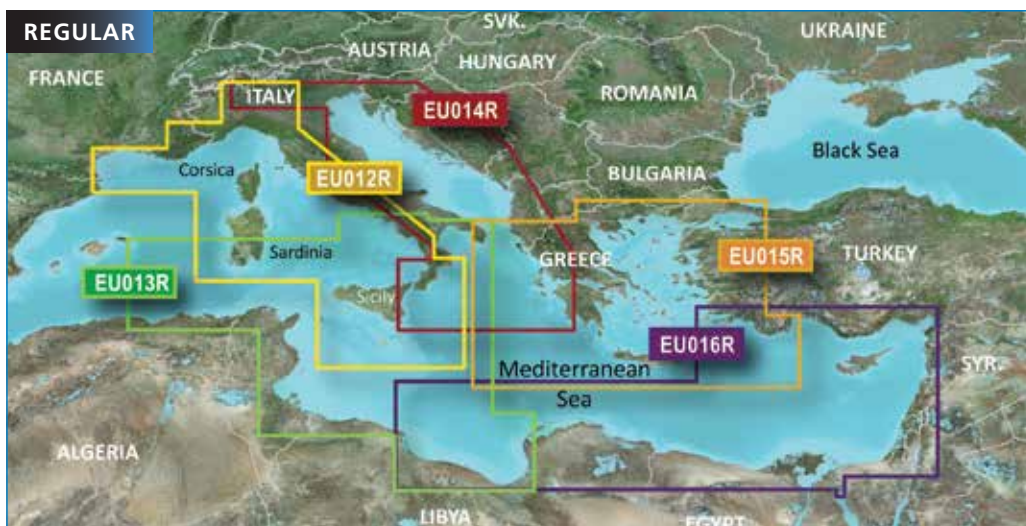 REGULAR
SVK.
UKRAINE
AUSTRIA
HUNGARY
FRANCE
ITALY
ROMANIA
EU014R
Black Sea
Corsica
EU012R
BULGARIA
Sardinia
GREECE
EU015R
TURKEY
EU013R
Sicily
EU016R
Mediterranean
Sea
SYR.
ALGERIA
LIBYA
EGYPT